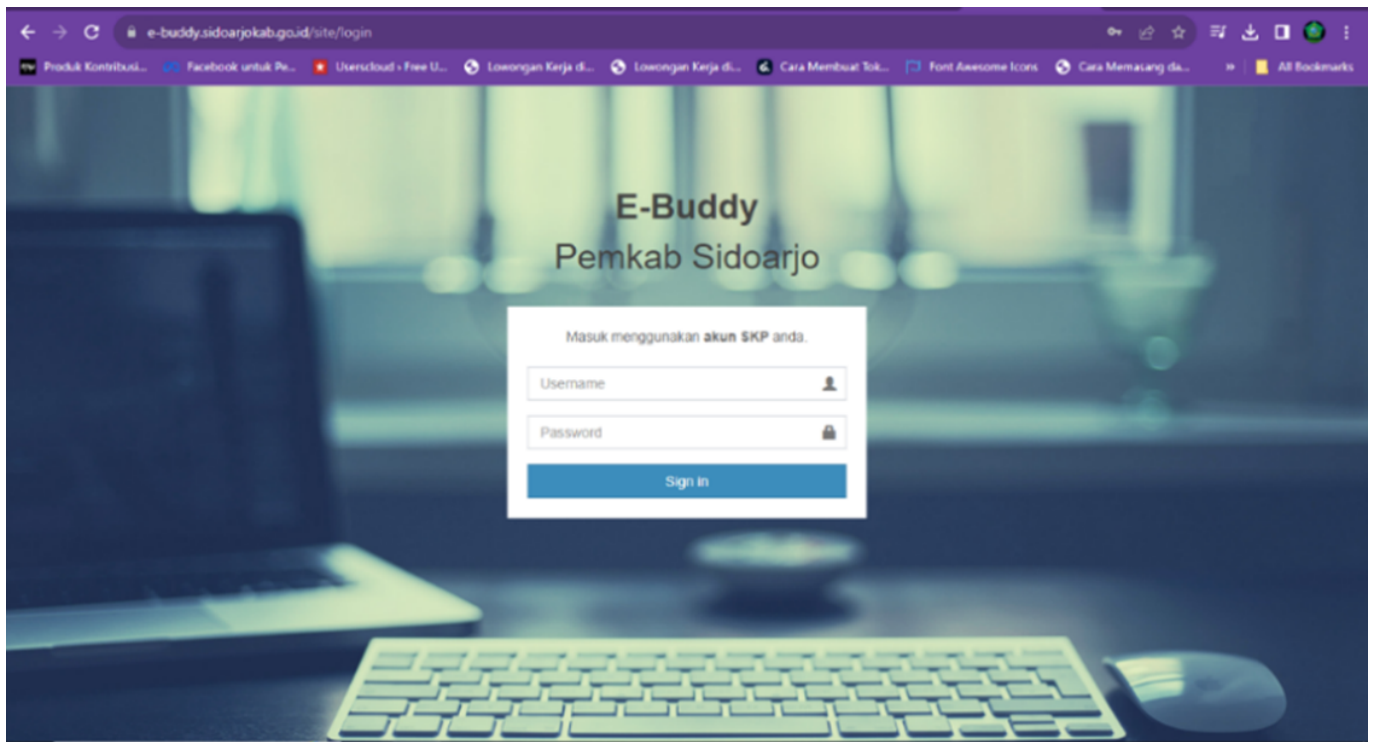 e-buddy.sidoarjokab.go.id/site/login
Produk Kontribusi... Facebook untuk Pe... Userscloud › Free U... Lowongan Kerja di... Lowongan Kerja di... Cara Membuat Tok... Font Awesome Icons Cara Memasang da... » All Bookmarks
E-Buddy
Pemkab Sidoarjo
Masuk menggunakan akun SKP anda.
Username
Password
Sign in